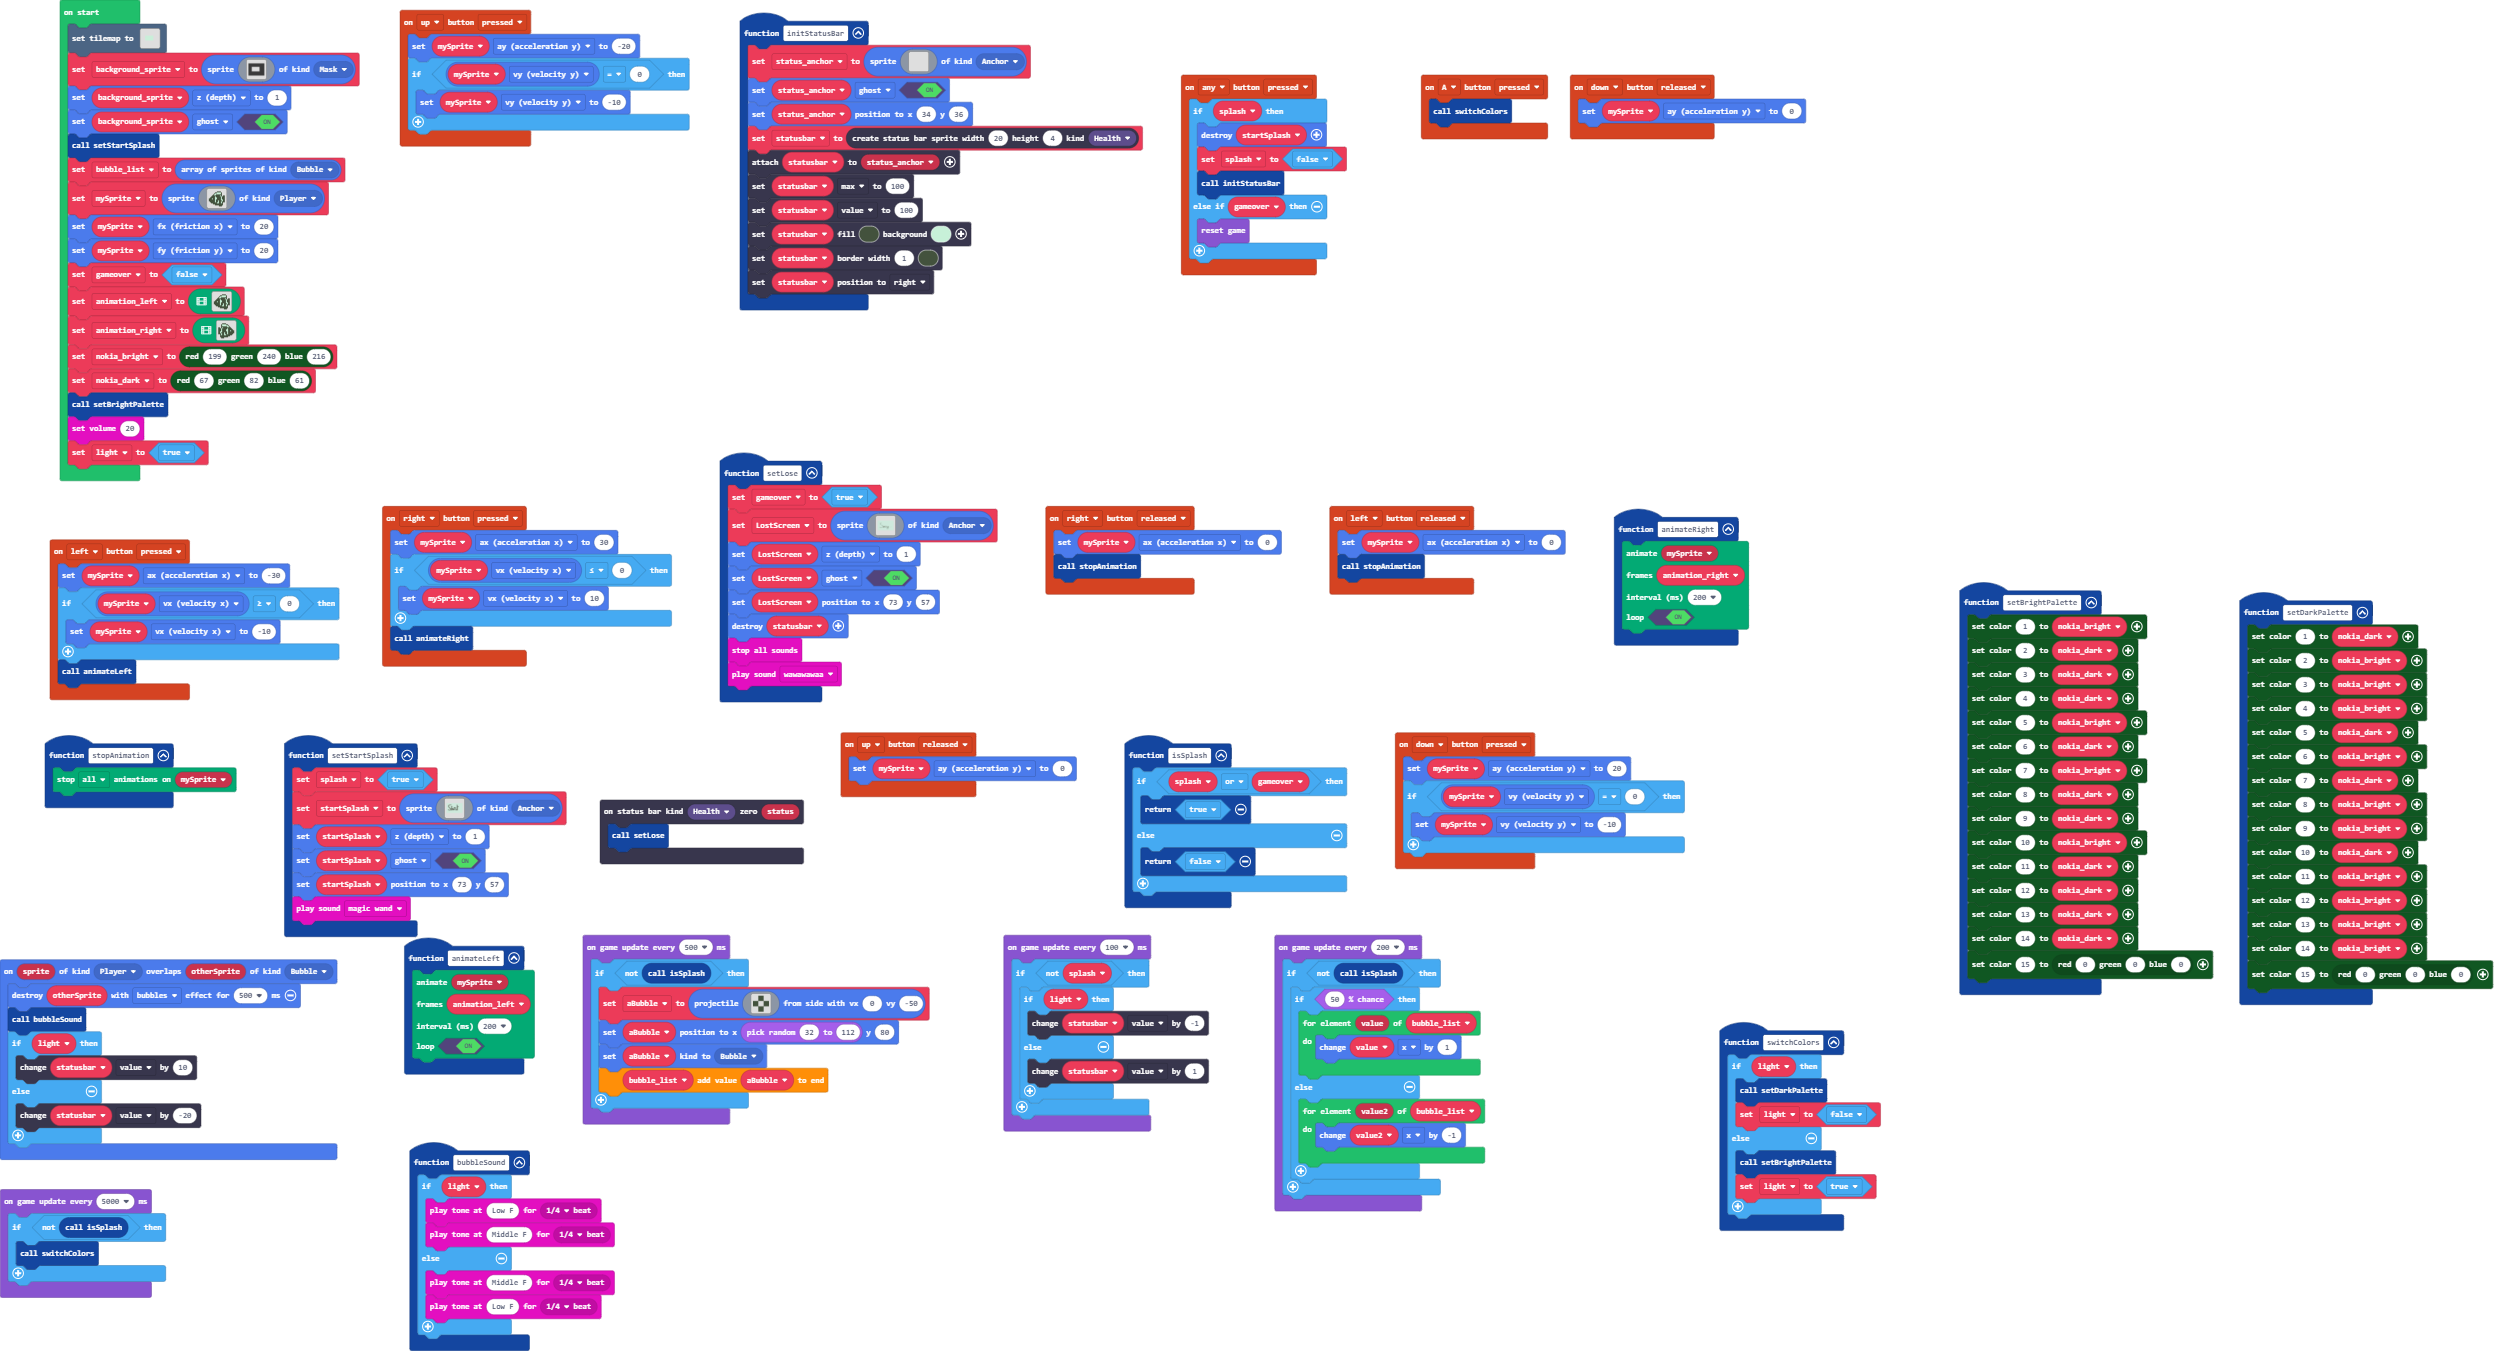 on start
set tilemap to
set background_sprite to sprite of kind Mask
set background_sprite z (depth) to 1
set background_sprite ghost ON
call setStartSplash
set bubble_list to array of sprites of kind Bubble
set mySprite to sprite of kind Player
set mySprite fx (friction x) to 20
set mySprite fy (friction y) to 20
set gameover to false
set animation_left to
set animation_right to
set nokia_bright to red 199 green 240 blue 216
set nokia_dark to red 67 green 82 blue 61
call setBrightPalette
set volume 20
set light to true
on up button pressed
set mySprite ay (acceleration y) to -20
if mySprite vy (velocity y) = 0 then
set mySprite vy (velocity y) to -10
function initStatusBar
set status_anchor to sprite of kind Anchor
set status_anchor ghost ON
set status_anchor position to x 34 y 36
set statusbar to create status bar sprite width 20 height 4 kind Health
attach statusbar to status_anchor
set statusbar max to 100
set statusbar value to 100
set statusbar fill background
set statusbar border width 1
set statusbar position to right
on any button pressed
if splash then
destroy startSplash
set splash to false
call initStatusBar
else if gameover then
reset game
on A button pressed
call switchColors
on down button released
set mySprite ay (acceleration y) to 0
on left button pressed
set mySprite ax (acceleration x) to -30
if mySprite vx (velocity x) ≥ 0 then
set mySprite vx (velocity x) to -10
call animateLeft
on right button pressed
set mySprite ax (acceleration x) to 30
if mySprite vx (velocity x) ≤ 0 then
set mySprite vx (velocity x) to 10
call animateRight
function setLose
set gameover to true
set LostScreen to sprite of kind Anchor
set LostScreen z (depth) to 1
set LostScreen ghost ON
set LostScreen position to x 73 y 57
destroy statusbar
stop all sounds
play sound wawawawaa
on right button released
set mySprite ax (acceleration x) to 0
call stopAnimation
on left button released
set mySprite ax (acceleration x) to 0
call stopAnimation
function animateRight
animate mySprite
frames animation_right
interval (ms) 200
loop ON
function setBrightPalette
set color 1 to nokia_bright
set color 2 to nokia_dark
set color 3 to nokia_dark
set color 4 to nokia_dark
set color 5 to nokia_bright
set color 6 to nokia_dark
set color 7 to nokia_bright
set color 8 to nokia_dark
set color 9 to nokia_dark
set color 10 to nokia_bright
set color 11 to nokia_dark
set color 12 to nokia_dark
set color 13 to nokia_dark
set color 14 to nokia_dark
set color 15 to red 0 green 0 blue 0
function setDarkPalette
set color 1 to nokia_dark
set color 2 to nokia_bright
set color 3 to nokia_bright
set color 4 to nokia_bright
set color 5 to nokia_dark
set color 6 to nokia_bright
set color 7 to nokia_dark
set color 8 to nokia_bright
set color 9 to nokia_bright
set color 10 to nokia_dark
set color 11 to nokia_bright
set color 12 to nokia_bright
set color 13 to nokia_bright
set color 14 to nokia_bright
set color 15 to red 0 green 0 blue 0
function stopAnimation
stop all animations on mySprite
function setStartSplash
set splash to true
set startSplash to sprite of kind Anchor
set startSplash z (depth) to 1
set startSplash ghost ON
set startSplash position to x 73 y 57
play sound magic wand
on status bar kind Health zero status
call setLose
on up button released
set mySprite ay (acceleration y) to 0
function isSplash
if splash or gameover then
return true
else
return false
on down button pressed
set mySprite ay (acceleration y) to 20
if mySprite vy (velocity y) = 0 then
set mySprite vy (velocity y) to -10
on sprite of kind Player overlaps otherSprite of kind Bubble
destroy otherSprite with bubbles effect for 500 ms
call bubbleSound
if light then
change statusbar value by 10
else
change statusbar value by -20
function animateLeft
animate mySprite
frames animation_left
interval (ms) 200
loop ON
on game update every 500 ms
if not call isSplash then
set aBubble to projectile from side with vx 0 vy -50
set aBubble position to x pick random 32 to 112 y 80
set aBubble kind to Bubble
bubble_list add value aBubble to end
on game update every 100 ms
if not splash then
if light then
change statusbar value by -1
else
change statusbar value by 1
on game update every 200 ms
if not call isSplash then
if 50 % chance then
for element value of bubble_list
do change value x by 1
else
for element value2 of bubble_list
do change value2 x by -1
function switchColors
if light then
call setDarkPalette
set light to false
else
call setBrightPalette
set light to true
on game update every 5000 ms
if not call isSplash then
call switchColors
function bubbleSound
if light then
play tone at Low F for 1/4 beat
play tone at Middle F for 1/4 beat
else
play tone at Middle F for 1/4 beat
play tone at Low F for 1/4 beat